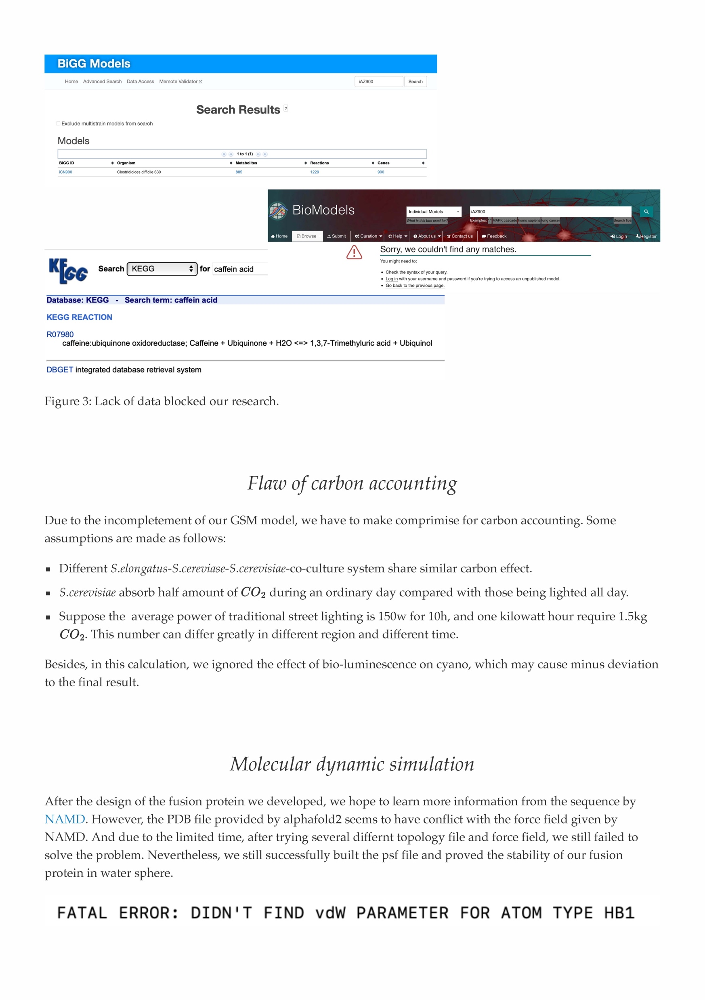 BiGG Models
Home Advanced Search Data Access Memote Validator
iAZ900 Search
Search Results ?
Exclude multistrain models from search
Models
1 to 1 (1)
BiGG ID Organism Metabolites Reactions Genes
iCN900 Clostridioides difficile 630 885 1229 900
BioModels
Individual Models iAZ900
What is this box used for? Examples: MAPK cascade homo sapiens lung cancer Search tips
Home Browse Submit Curation Help About us Contact us Feedback Login Register
Sorry, we couldn't find any matches.
You might need to:
• Check the syntax of your query.
• Log in with your username and password if you're trying to access an unpublished model.
• Go back to the previous page.
KEGG
Search KEGG for caffein acid
Database: KEGG - Search term: caffein acid
KEGG REACTION
R07980
caffeine:ubiquinone oxidoreductase; Caffeine + Ubiquinone + H2O <=> 1,3,7-Trimethyluric acid + Ubiquinol
DBGET integrated database retrieval system
Figure 3: Lack of data blocked our research.
Flaw of carbon accounting
Due to the incompletement of our GSM model, we have to make comprimise for carbon accounting. Some
assumptions are made as follows:
▪ Different S.elongatus-S.cereviase-S.cerevisiae-co-culture system share similar carbon effect.
▪ S.cerevisiae absorb half amount of CO₂ during an ordinary day compared with those being lighted all day.
▪ Suppose the average power of traditional street lighting is 150w for 10h, and one kilowatt hour require 1.5kg
CO₂. This number can differ greatly in different region and different time.
Besides, in this calculation, we ignored the effect of bio-luminescence on cyano, which may cause minus deviation
to the final result.
Molecular dynamic simulation
After the design of the fusion protein we developed, we hope to learn more information from the sequence by
NAMD. However, the PDB file provided by alphafold2 seems to have conflict with the force field given by
NAMD. And due to the limited time, after trying several differnt topology file and force field, we still failed to
solve the problem. Nevertheless, we still successfully built the psf file and proved the stability of our fusion
protein in water sphere.
FATAL ERROR: DIDN'T FIND vdW PARAMETER FOR ATOM TYPE HB1